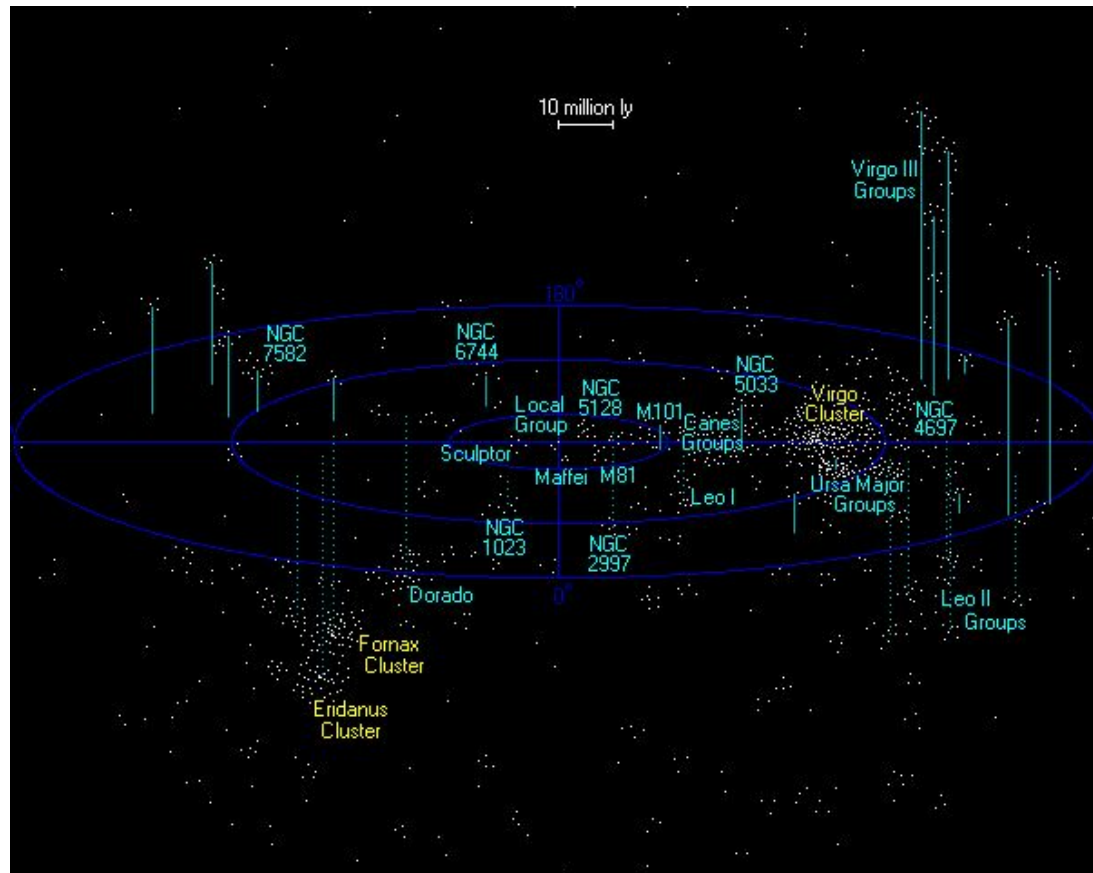 10 million ly
Virgo III
Groups
180°
NGC
7582
NGC
6744
NGC
5033
NGC
5128
Virgo
Cluster
Local
Group
M101
Canes
Groups
NGC
4697
Sculptor
Maffei
M81
Leo I
Ursa Major
Groups
NGC
1023
NGC
2997
Dorado
0°
Leo II
Groups
Fornax
Cluster
Eridanus
Cluster